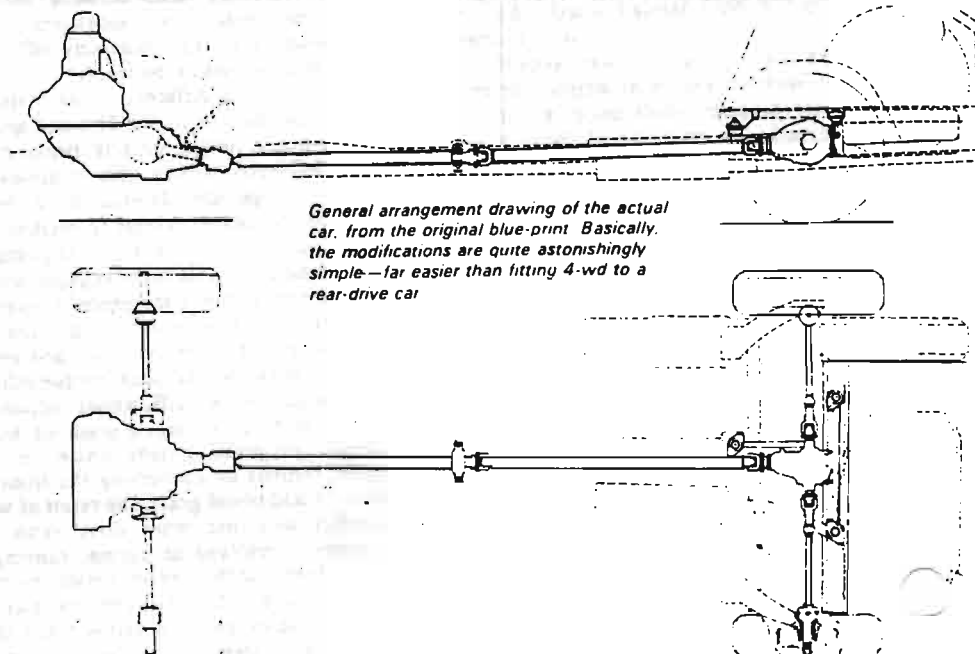 General arrangement drawing of the actual
car, from the original blue-print Basically,
the modifications are quite astonishingly
simple—far easier than fitting 4-wd to a
rear-drive car